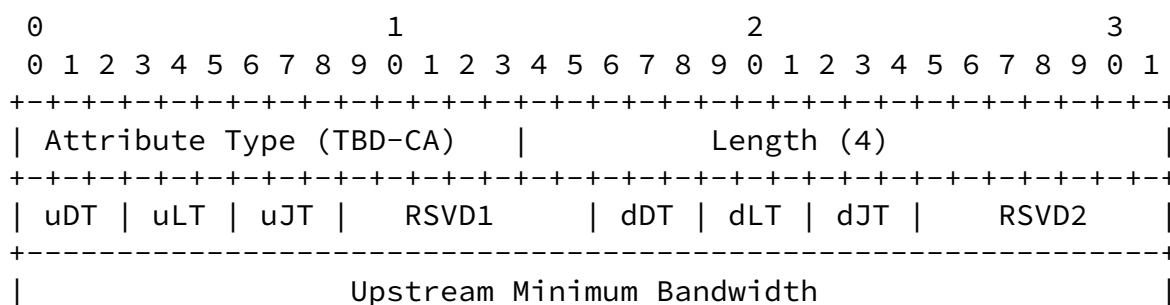 0                   1                   2                   3
 0 1 2 3 4 5 6 7 8 9 0 1 2 3 4 5 6 7 8 9 0 1 2 3 4 5 6 7 8 9 0 1
+-+-+-+-+-+-+-+-+-+-+-+-+-+-+-+-+-+-+-+-+-+-+-+-+-+-+-+-+-+-+-+-+
| Attribute Type (TBD-CA)   |          Length (4)               |
+-+-+-+-+-+-+-+-+-+-+-+-+-+-+-+-+-+-+-+-+-+-+-+-+-+-+-+-+-+-+-+-+
| uDT | uLT | uJT |   RSVD1     | dDT | dLT | dJT |    RSVD2    |
+---------------------------------------------------------------+
|                  Upstream Minimum Bandwidth                   |